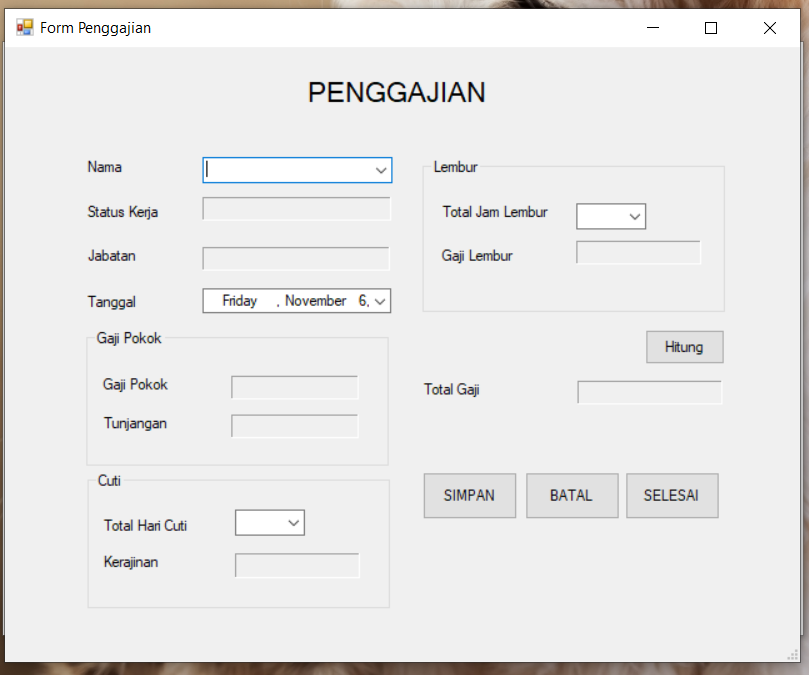 Form Penggajian
PENGGAJIAN
Nama
Status Kerja
Jabatan
Tanggal
Friday , November 6,
Gaji Pokok
Gaji Pokok
Tunjangan
Cuti
Total Hari Cuti
Kerajinan
Lembur
Total Jam Lembur
Gaji Lembur
Hitung
Total Gaji
SIMPAN
BATAL
SELESAI